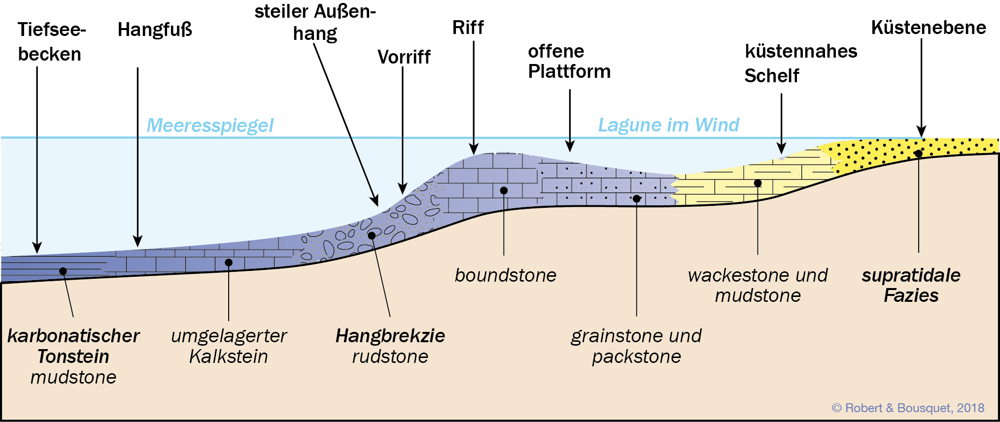 Tiefsee-
becken
Hangfuß
steiler Außen-
hang
Vorriff
Riff
offene
Plattform
küstennahes
Schelf
Küstenebene
Meeresspiegel
Lagune im Wind
boundstone
wackestone und
mudstone
supratidale
Fazies
karbonatischer
Tonstein
mudstone
umgelagerter
Kalkstein
Hangbrekzie
rudstone
grainstone und
packstone
© Robert & Bousquet, 2018